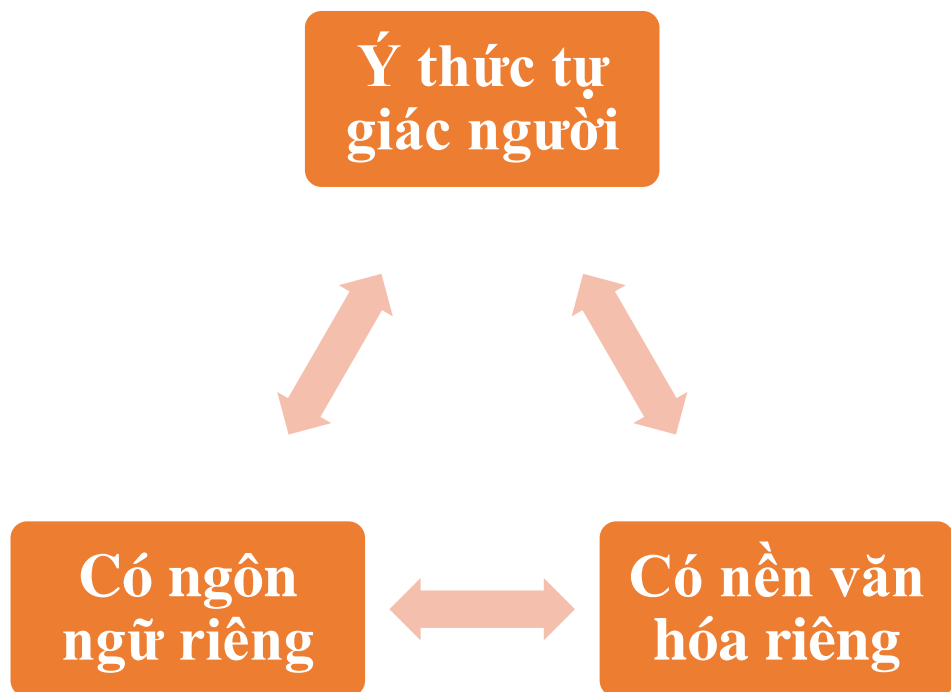 Ý thức tự
giác người
Có ngôn
ngữ riêng
Có nền văn
hóa riêng